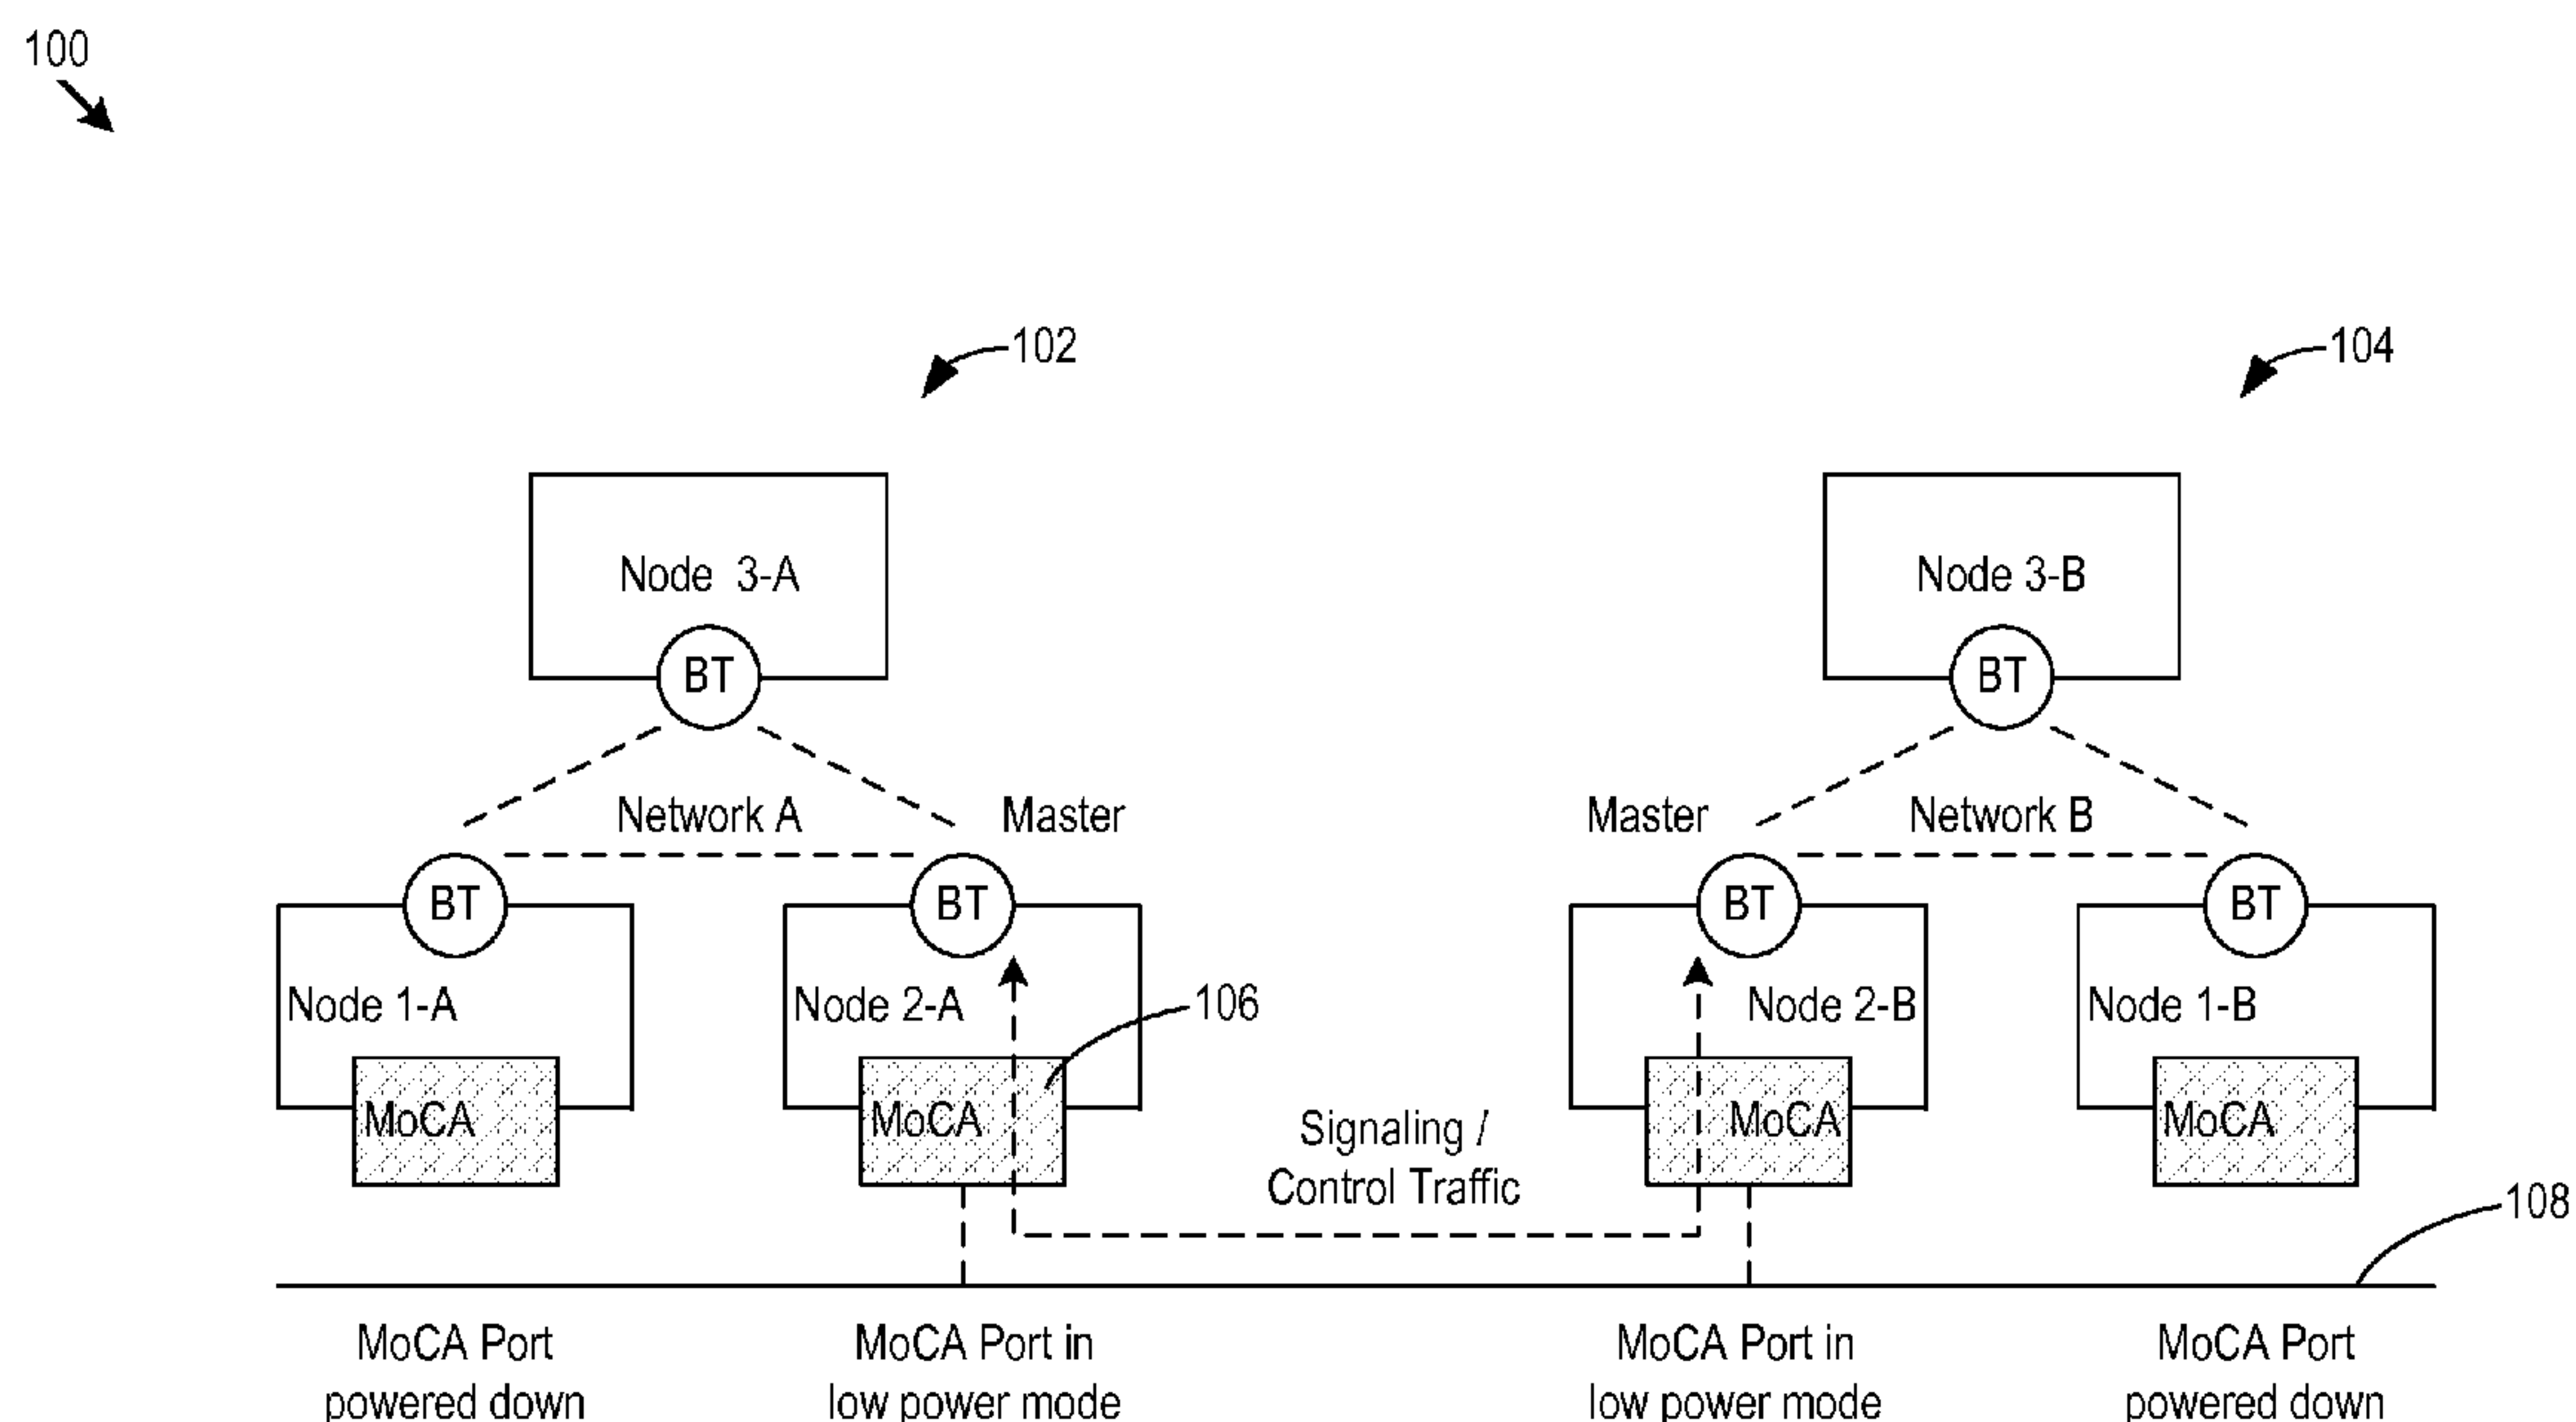 100
102
104
Node 3-A
Node 3-B
BT
BT
Network A
Master
Master
Network B
BT
BT
BT
BT
Node 1-A
Node 2-A
106
Node 2-B
Node 1-B
MoCA
MoCA
MoCA
MoCA
Signaling /
Control Traffic
108
MoCA Port
powered down
MoCA Port in
low power mode
MoCA Port in
low power mode
MoCA Port
powered down